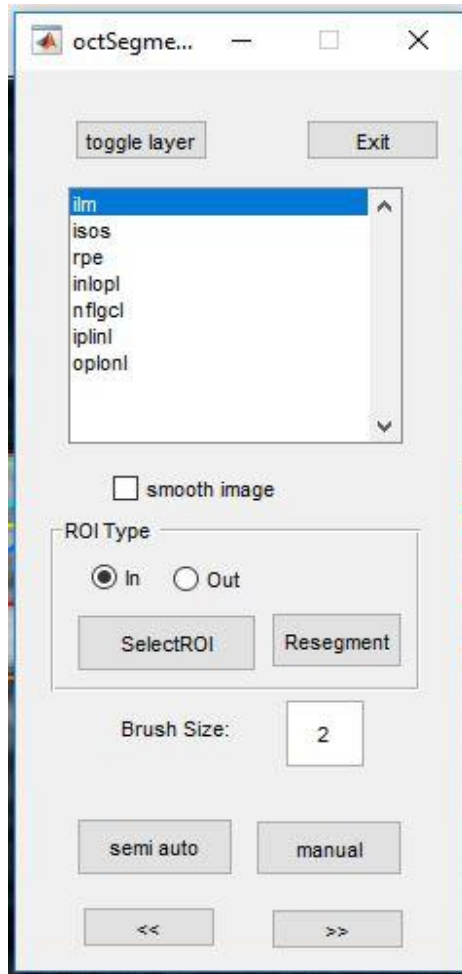 octSegme...
toggle layer Exit
ilm
isos
rpe
inlopl
nflgcl
iplinl
oplonl
smooth image
ROI Type
In Out
SelectROI Resegment
Brush Size: 2
semi auto manual
<< >>